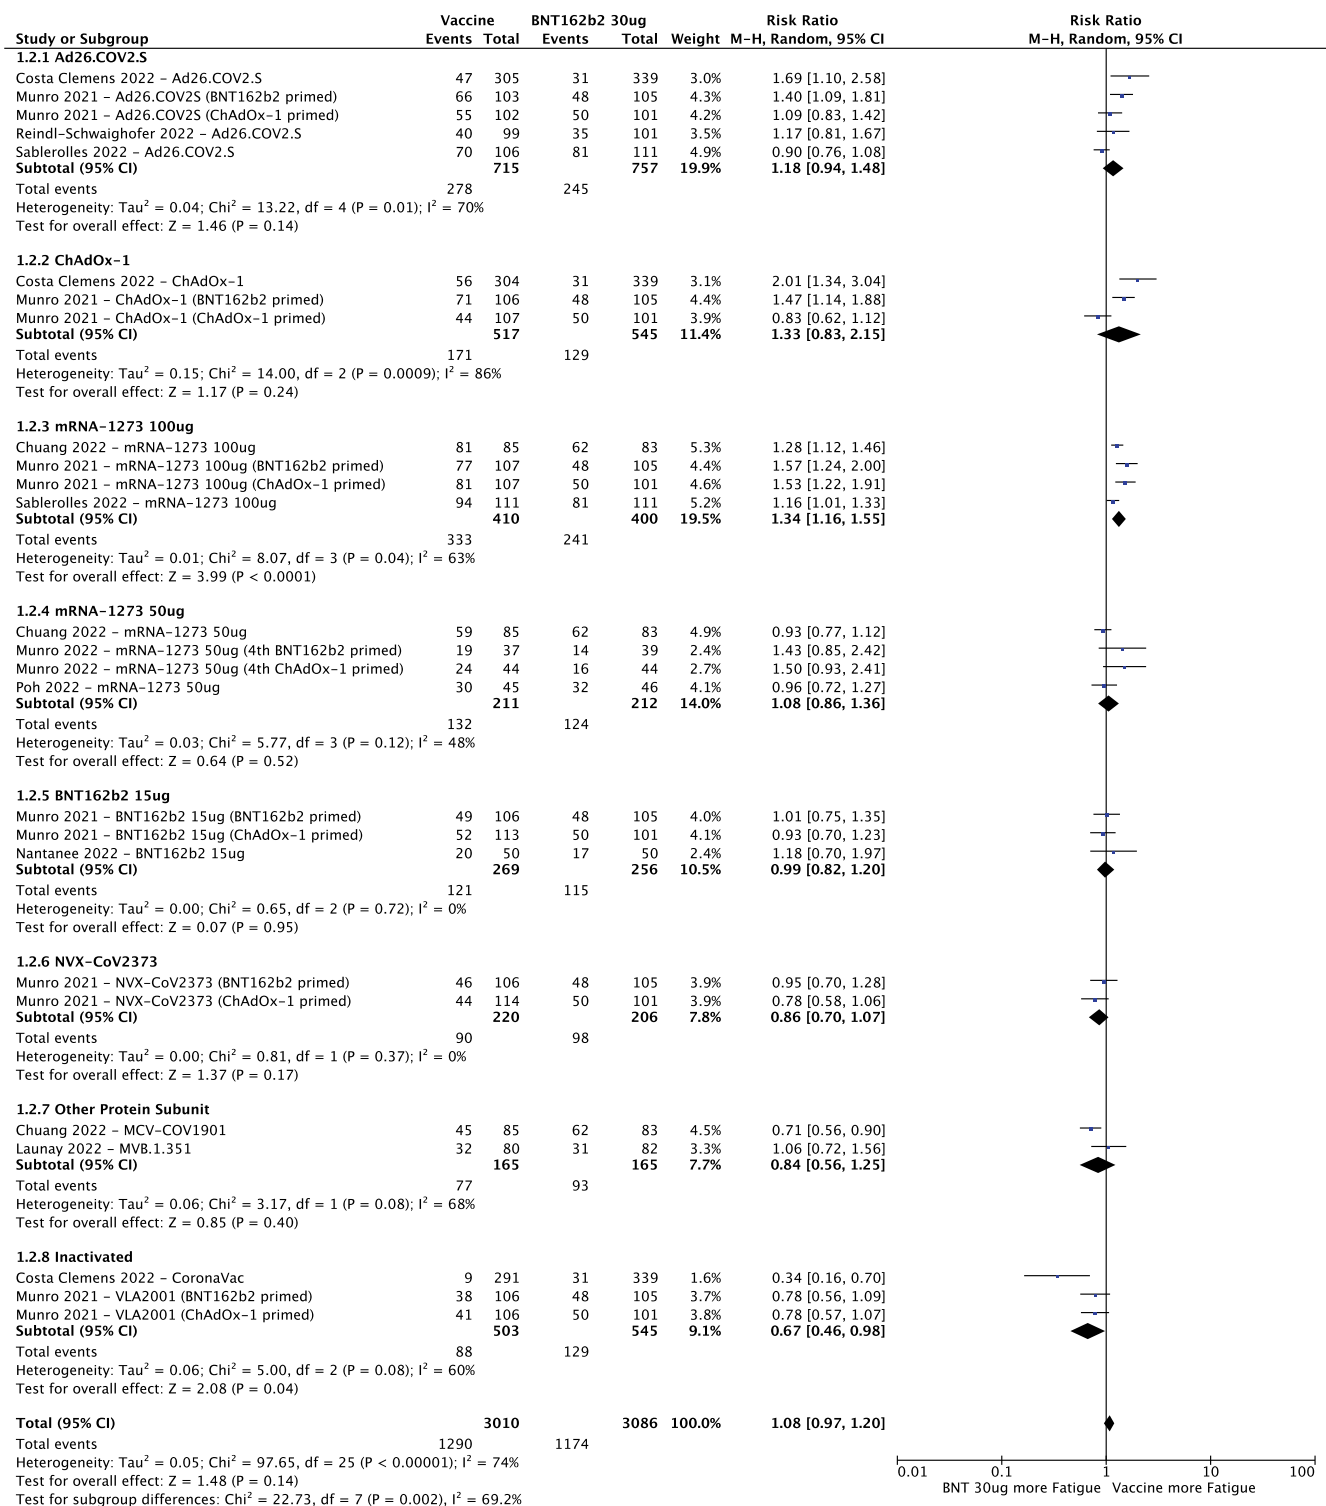 Vaccine BNT162b2 30ug Risk Ratio Risk Ratio
Study or Subgroup Events Total Events Total Weight M-H, Random, 95% CI M-H, Random, 95% CI
1.2.1 Ad26.COV2.S
Costa Clemens 2022 – Ad26.COV2.S 47 305 31 339 3.0% 1.69 [1.10, 2.58]
Munro 2021 – Ad26.COV2S (BNT162b2 primed) 66 103 48 105 4.3% 1.40 [1.09, 1.81]
Munro 2021 – Ad26.COV2S (ChAdOx-1 primed) 55 102 50 101 4.2% 1.09 [0.83, 1.42]
Reindl-Schwaighofer 2022 – Ad26.COV2.S 40 99 35 101 3.5% 1.17 [0.81, 1.67]
Sablerolles 2022 – Ad26.COV2.S 70 106 81 111 4.9% 0.90 [0.76, 1.08]
Subtotal (95% CI) 715 757 19.9% 1.18 [0.94, 1.48]
Total events 278 245
Heterogeneity: Tau² = 0.04; Chi² = 13.22, df = 4 (P = 0.01); I² = 70%
Test for overall effect: Z = 1.46 (P = 0.14)
1.2.2 ChAdOx-1
Costa Clemens 2022 – ChAdOx-1 56 304 31 339 3.1% 2.01 [1.34, 3.04]
Munro 2021 – ChAdOx-1 (BNT162b2 primed) 71 106 48 105 4.4% 1.47 [1.14, 1.88]
Munro 2021 – ChAdOx-1 (ChAdOx-1 primed) 44 107 50 101 3.9% 0.83 [0.62, 1.12]
Subtotal (95% CI) 517 545 11.4% 1.33 [0.83, 2.15]
Total events 171 129
Heterogeneity: Tau² = 0.15; Chi² = 14.00, df = 2 (P = 0.0009); I² = 86%
Test for overall effect: Z = 1.17 (P = 0.24)
1.2.3 mRNA-1273 100ug
Chuang 2022 – mRNA-1273 100ug 81 85 62 83 5.3% 1.28 [1.12, 1.46]
Munro 2021 – mRNA-1273 100ug (BNT162b2 primed) 77 107 48 105 4.4% 1.57 [1.24, 2.00]
Munro 2021 – mRNA-1273 100ug (ChAdOx-1 primed) 81 107 50 101 4.6% 1.53 [1.22, 1.91]
Sablerolles 2022 – mRNA-1273 100ug 94 111 81 111 5.2% 1.16 [1.01, 1.33]
Subtotal (95% CI) 410 400 19.5% 1.34 [1.16, 1.55]
Total events 333 241
Heterogeneity: Tau² = 0.01; Chi² = 8.07, df = 3 (P = 0.04); I² = 63%
Test for overall effect: Z = 3.99 (P < 0.0001)
1.2.4 mRNA-1273 50ug
Chuang 2022 – mRNA-1273 50ug 59 85 62 83 4.9% 0.93 [0.77, 1.12]
Munro 2022 – mRNA-1273 50ug (4th BNT162b2 primed) 19 37 14 39 2.4% 1.43 [0.85, 2.42]
Munro 2022 – mRNA-1273 50ug (4th ChAdOx-1 primed) 24 44 16 44 2.7% 1.50 [0.93, 2.41]
Poh 2022 – mRNA-1273 50ug 30 45 32 46 4.1% 0.96 [0.72, 1.27]
Subtotal (95% CI) 211 212 14.0% 1.08 [0.86, 1.36]
Total events 132 124
Heterogeneity: Tau² = 0.03; Chi² = 5.77, df = 3 (P = 0.12); I² = 48%
Test for overall effect: Z = 0.64 (P = 0.52)
1.2.5 BNT162b2 15ug
Munro 2021 – BNT162b2 15ug (BNT162b2 primed) 49 106 48 105 4.0% 1.01 [0.75, 1.35]
Munro 2021 – BNT162b2 15ug (ChAdOx-1 primed) 52 113 50 101 4.1% 0.93 [0.70, 1.23]
Nantanee 2022 – BNT162b2 15ug 20 50 17 50 2.4% 1.18 [0.70, 1.97]
Subtotal (95% CI) 269 256 10.5% 0.99 [0.82, 1.20]
Total events 121 115
Heterogeneity: Tau² = 0.00; Chi² = 0.65, df = 2 (P = 0.72); I² = 0%
Test for overall effect: Z = 0.07 (P = 0.95)
1.2.6 NVX-CoV2373
Munro 2021 – NVX-CoV2373 (BNT162b2 primed) 46 106 48 105 3.9% 0.95 [0.70, 1.28]
Munro 2021 – NVX-CoV2373 (ChAdOx-1 primed) 44 114 50 101 3.9% 0.78 [0.58, 1.06]
Subtotal (95% CI) 220 206 7.8% 0.86 [0.70, 1.07]
Total events 90 98
Heterogeneity: Tau² = 0.00; Chi² = 0.81, df = 1 (P = 0.37); I² = 0%
Test for overall effect: Z = 1.37 (P = 0.17)
1.2.7 Other Protein Subunit
Chuang 2022 – MCV-COV1901 45 85 62 83 4.5% 0.71 [0.56, 0.90]
Launay 2022 – MVB.1.351 32 80 31 82 3.3% 1.06 [0.72, 1.56]
Subtotal (95% CI) 165 165 7.7% 0.84 [0.56, 1.25]
Total events 77 93
Heterogeneity: Tau² = 0.06; Chi² = 3.17, df = 1 (P = 0.08); I² = 68%
Test for overall effect: Z = 0.85 (P = 0.40)
1.2.8 Inactivated
Costa Clemens 2022 – CoronaVac 9 291 31 339 1.6% 0.34 [0.16, 0.70]
Munro 2021 – VLA2001 (BNT162b2 primed) 38 106 48 105 3.7% 0.78 [0.56, 1.09]
Munro 2021 – VLA2001 (ChAdOx-1 primed) 41 106 50 101 3.8% 0.78 [0.57, 1.07]
Subtotal (95% CI) 503 545 9.1% 0.67 [0.46, 0.98]
Total events 88 129
Heterogeneity: Tau² = 0.06; Chi² = 5.00, df = 2 (P = 0.08); I² = 60%
Test for overall effect: Z = 2.08 (P = 0.04)
Total (95% CI) 3010 3086 100.0% 1.08 [0.97, 1.20]
Total events 1290 1174
Heterogeneity: Tau² = 0.05; Chi² = 97.65, df = 25 (P < 0.00001); I² = 74%
Test for overall effect: Z = 1.48 (P = 0.14)
Test for subgroup differences: Chi² = 22.73, df = 7 (P = 0.002), I² = 69.2%
0.01 0.1 1 10 100
BNT 30ug more Fatigue Vaccine more Fatigue